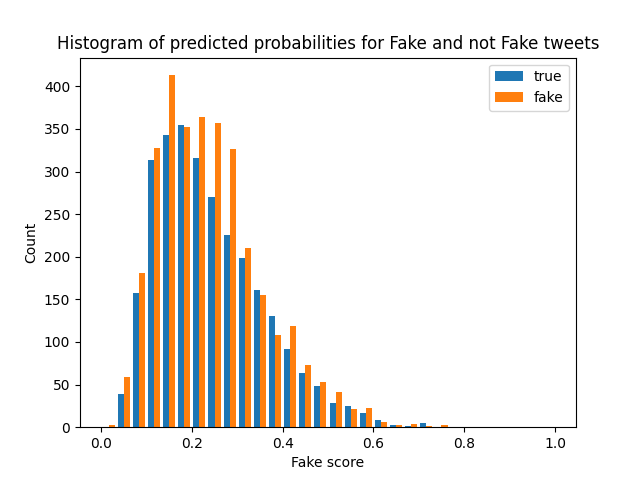 Histogram of predicted probabilities for Fake and not Fake tweets
true
fake
400
350
300
250
200
150
100
50
0
Count
0.0 0.2 0.4 0.6 0.8 1.0
Fake score